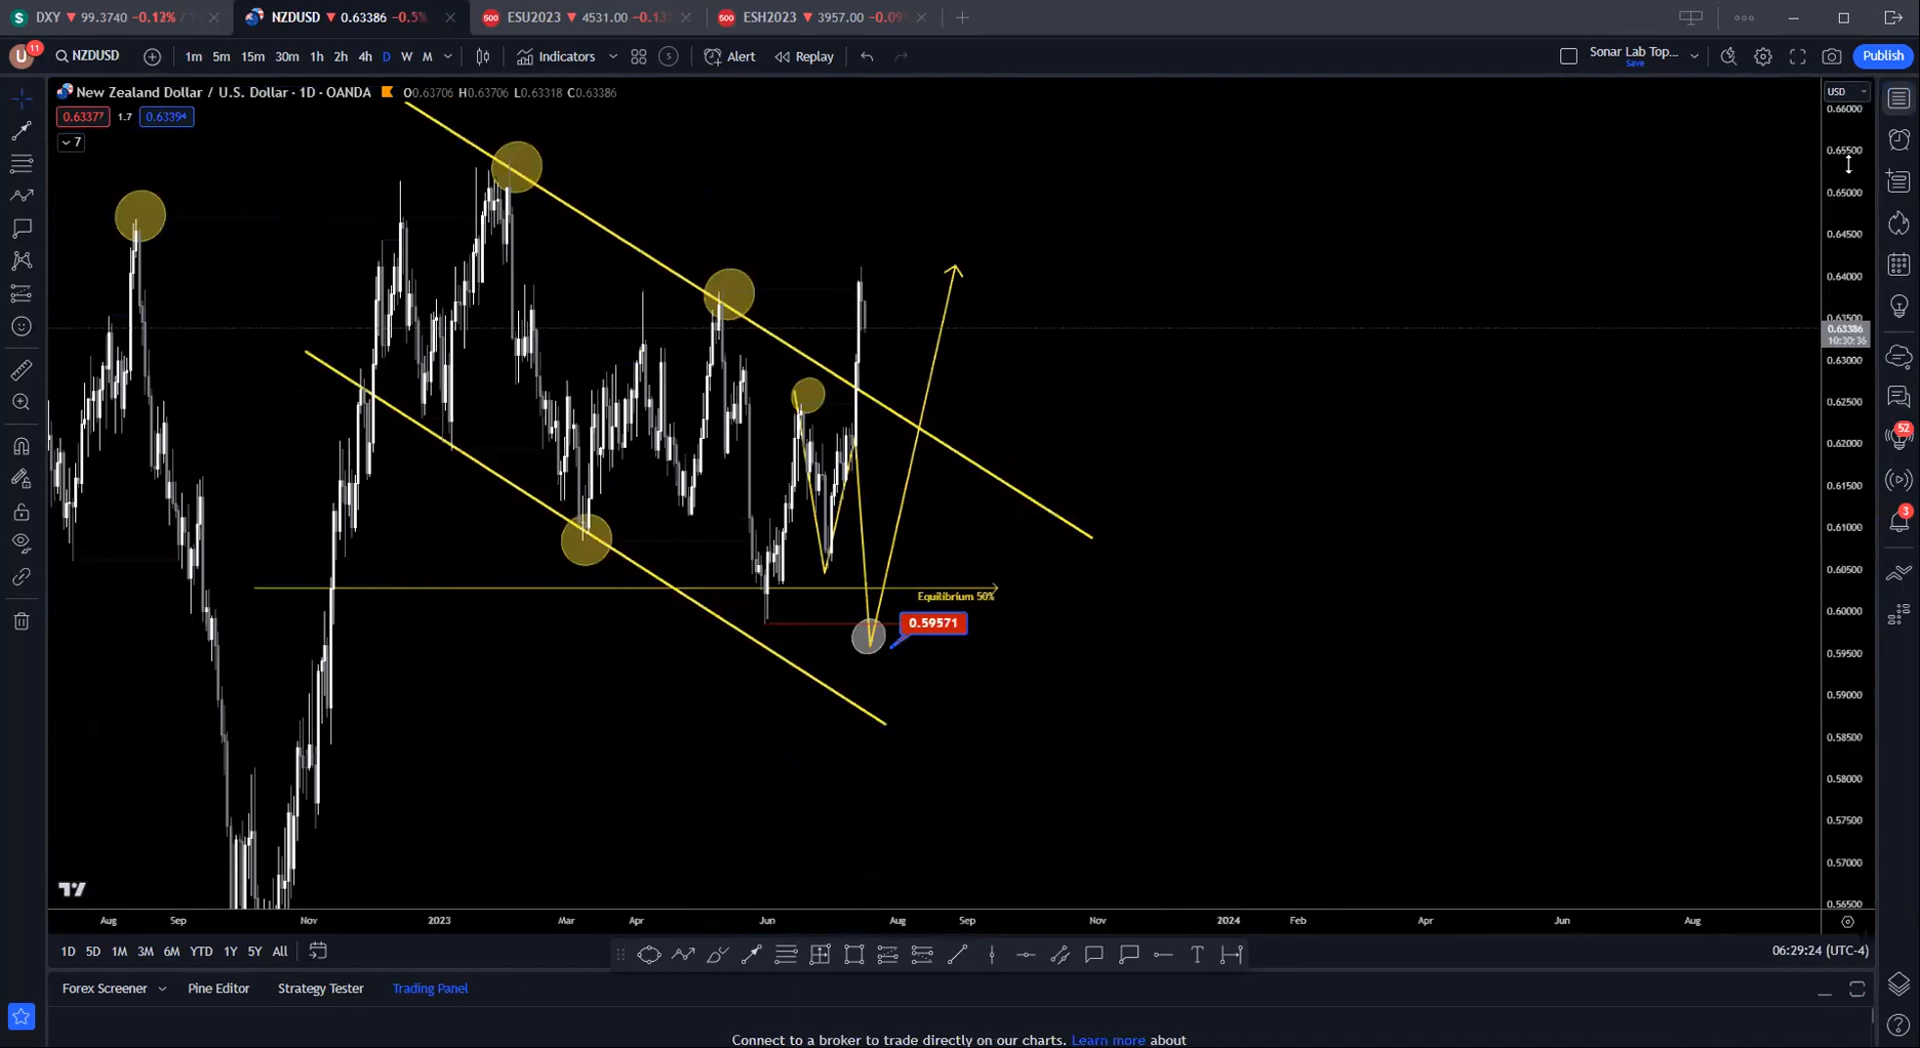 DXY ▼ 99.3740 −0.12%
NZDUSD ▼ 0.63386 −0.5%
500 ESU2023 ▼ 4531.00 −0.13%
500 ESH2023 ▼ 3957.00 −0.09%
U 11 NZDUSD 1m 5m 15m 30m 1h 2h 4h D W M Indicators Alert Replay Sonar Lab Top... Save Publish
New Zealand Dollar / U.S. Dollar · 1D · OANDA O0.63706 H0.63706 L0.63318 C0.63386
0.63377 1.7 0.63394
7
USD
0.66000
0.65500
0.65000
0.64500
0.64000
0.63500
0.63386
10:30:36
0.63000
0.62500
0.62000
0.61500
0.61000
0.60500
0.60000
0.59500
0.59000
0.58500
0.58000
0.57500
0.57000
0.56500
Equilibrium 50%
0.59571
52
3
Aug Sep Nov 2023 Mar Apr Jun Aug Sep Nov 2024 Feb Apr Jun Aug
1D 5D 1M 3M 6M YTD 1Y 5Y All
06:29:24 (UTC-4)
Forex Screener Pine Editor Strategy Tester Trading Panel
Connect to a broker to trade directly on our charts. Learn more about